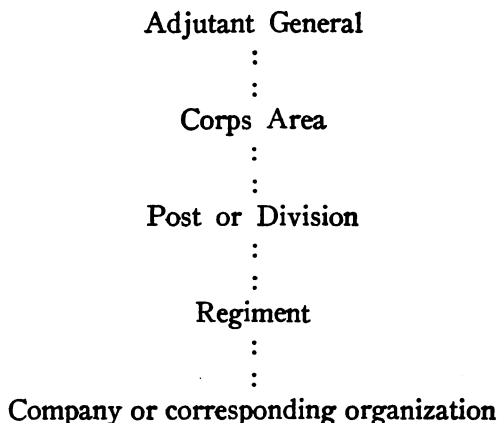 Adjutant General
:
:
Corps Area
:
:
Post or Division
:
:
Regiment
:
:
Company or corresponding organization